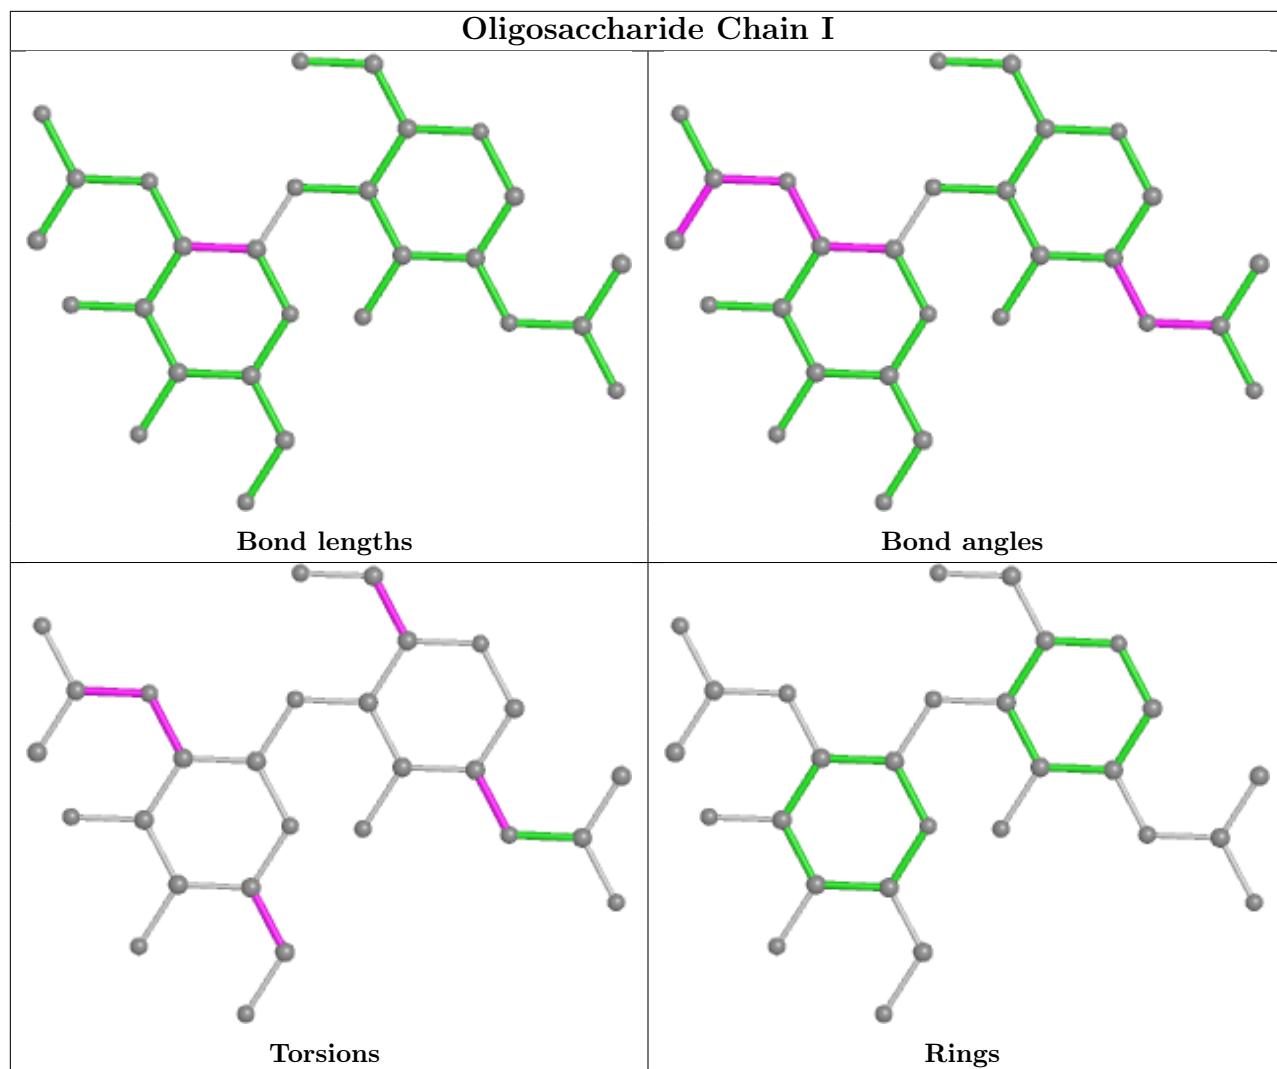 Oligosaccharide Chain I
Bond lengths
Bond angles
Torsions
Rings